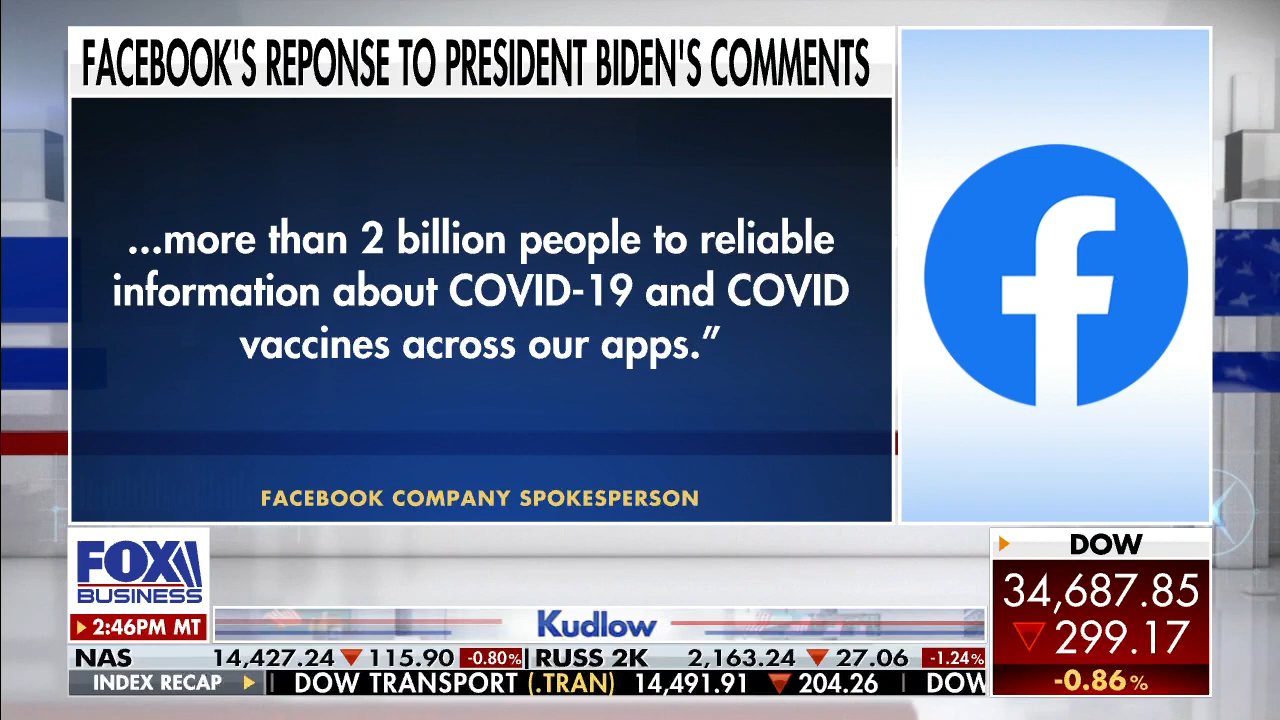 FACEBOOK'S REPONSE TO PRESIDENT BIDEN'S COMMENTS
...more than 2 billion people to reliable
information about COVID-19 and COVID
vaccines across our apps.”
FACEBOOK COMPANY SPOKESPERSON
f
FOX
BUSINESS
2:46PM MT
Kudlow
DOW
34,687.85
299.17
-0.86%
NAS 14,427.24 115.90 -0.80% RUSS 2K 2,163.24 27.06 -1.24%
INDEX RECAP DOW TRANSPORT (.TRAN) 14,491.91 204.26 DOW